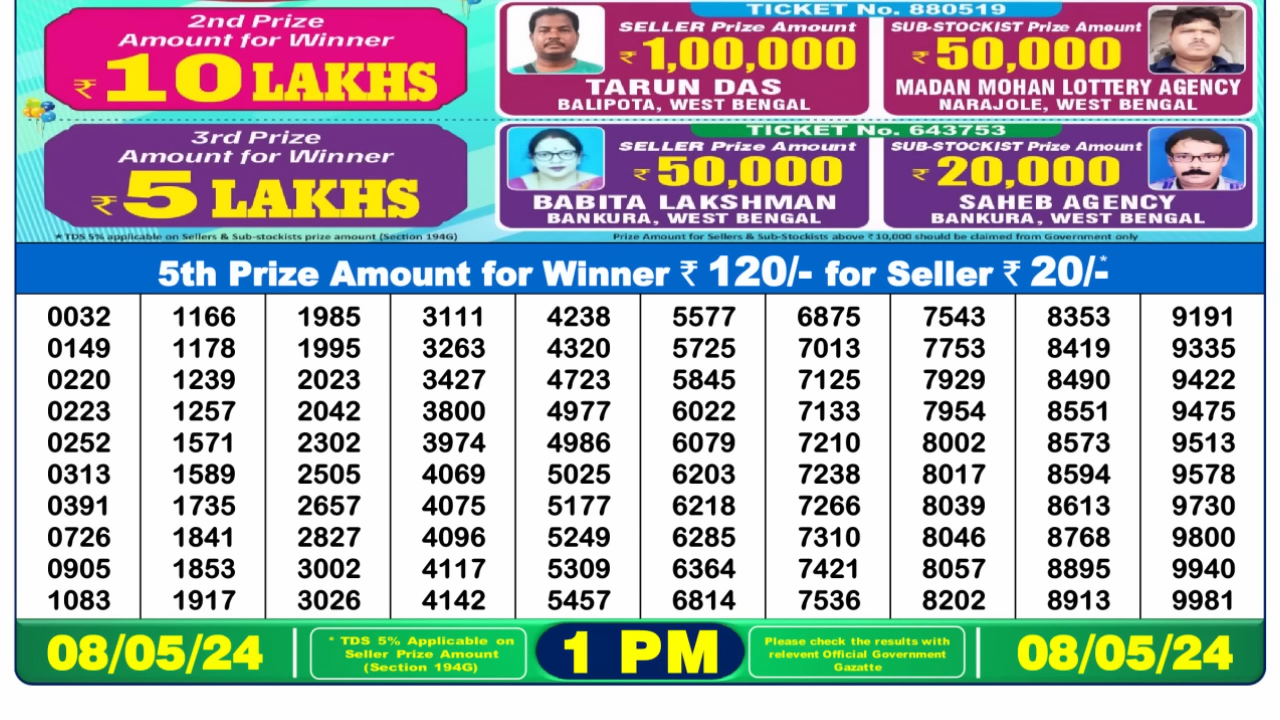 2nd Prize
Amount for Winner
₹ 10 LAKHS
TICKET No. 880519
SELLER Prize Amount
₹ 1,00,000
TARUN DAS
BALIPOTA, WEST BENGAL
SUB-STOCKIST Prize Amount
₹ 50,000
MADAN MOHAN LOTTERY AGENCY
NARAJOLE, WEST BENGAL
3rd Prize
Amount for Winner
₹ 5 LAKHS
TICKET No. 643753
SELLER Prize Amount
₹ 50,000
BABITA LAKSHMAN
BANKURA, WEST BENGAL
SUB-STOCKIST Prize Amount
₹ 20,000
SAHEB AGENCY
BANKURA, WEST BENGAL
* TDS 5% applicable on Sellers & Sub-stockists prize amount (Section 194G)
Prize Amount for Sellers & Sub-Stockists above ₹ 10,000 should be claimed from Government only
5th Prize Amount for Winner ₹ 120/- for Seller ₹ 20/-*
0032 1166 1985 3111 4238 5577 6875 7543 8353 9191
0149 1178 1995 3263 4320 5725 7013 7753 8419 9335
0220 1239 2023 3427 4723 5845 7125 7929 8490 9422
0223 1257 2042 3800 4977 6022 7133 7954 8551 9475
0252 1571 2302 3974 4986 6079 7210 8002 8573 9513
0313 1589 2505 4069 5025 6203 7238 8017 8594 9578
0391 1735 2657 4075 5177 6218 7266 8039 8613 9730
0726 1841 2827 4096 5249 6285 7310 8046 8768 9800
0905 1853 3002 4117 5309 6364 7421 8057 8895 9940
1083 1917 3026 4142 5457 6814 7536 8202 8913 9981
08/05/24
* TDS 5% Applicable on
Seller Prize Amount
(Section 194G)
1 PM
Please check the results with
relevent Official Government
Gazatte
08/05/24